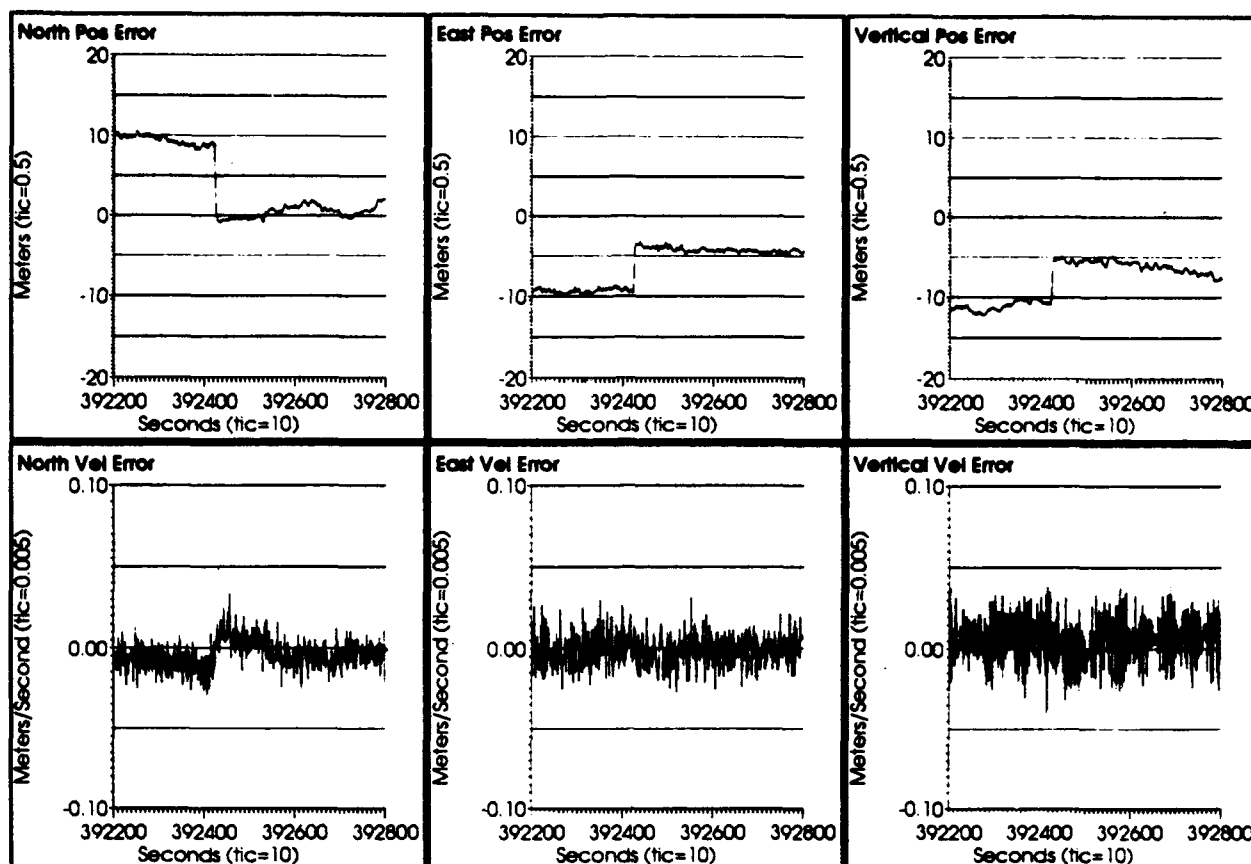 North Pos Error
20
10
0
-10
-20
Meters (tic=0.5)
392200 392400 392600 392800
Seconds (tic=10)
East Pos Error
20
10
0
-10
-20
Meters (tic=0.5)
392200 392400 392600 392800
Seconds (tic=10)
Vertical Pos Error
20
10
0
-10
-20
Meters (tic=0.5)
392200 392400 392600 392800
Seconds (tic=10)
North Vel Error
0.10
0.00
-0.10
Meters/Second (tic=0.005)
392200 392400 392600 392800
Seconds (tic=10)
East Vel Error
0.10
0.00
-0.10
Meters/Second (tic=0.005)
392200 392400 392600 392800
Seconds (tic=10)
Vertical Vel Error
0.10
0.00
-0.10
Meters/Second (tic=0.005)
392200 392400 392600 392800
Seconds (tic=10)